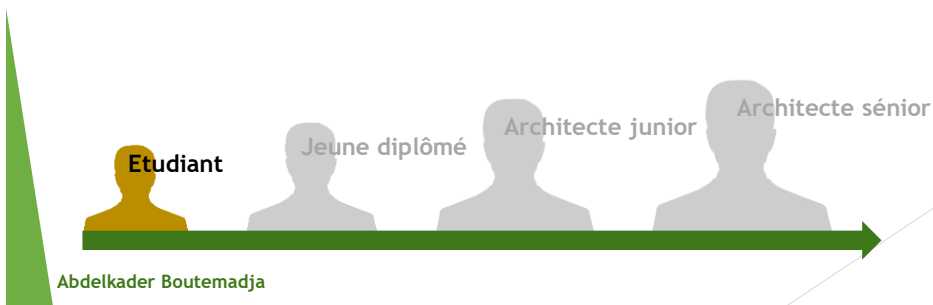 Etudiant
Jeune diplômé
Architecte junior
Architecte sénior
Abdelkader Boutemadja